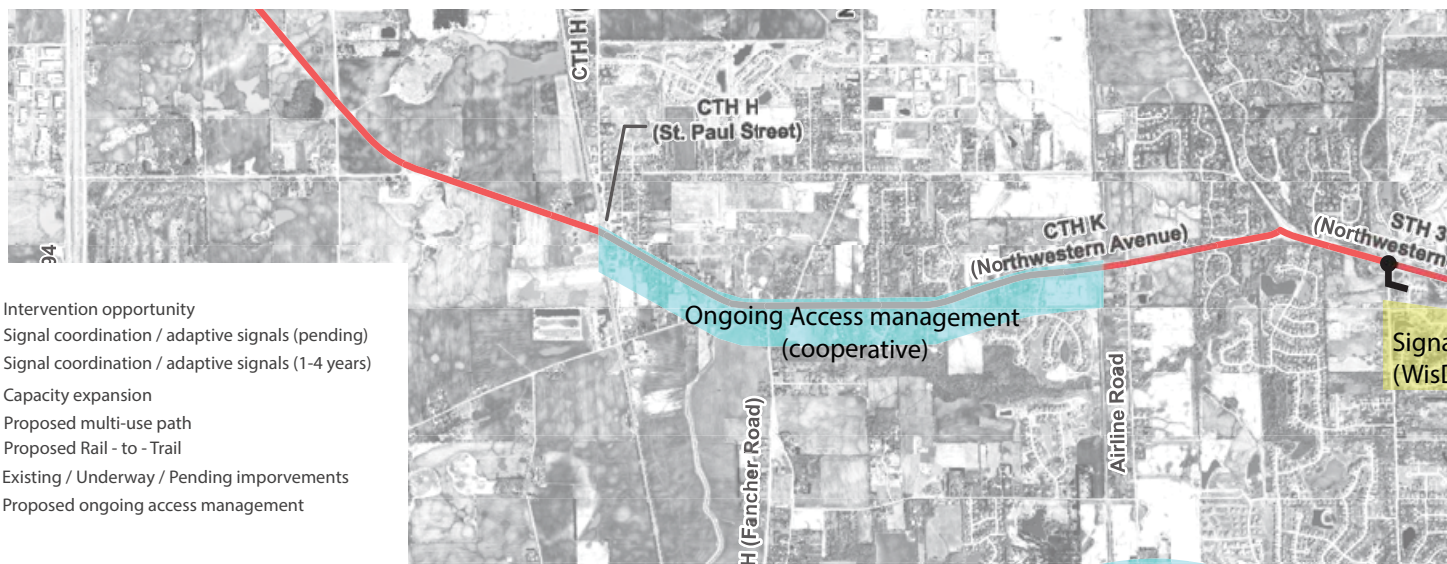 CTH H (
CTH H
(St. Paul Street)
CTH K
(Northwestern Avenue)
STH 3
(Northwestern
94
Ongoing Access management
(cooperative)
Signa
(WisD
Airline Road
H (Fancher Road)
Intervention opportunity
Signal coordination / adaptive signals (pending)
Signal coordination / adaptive signals (1-4 years)
Capacity expansion
Proposed multi-use path
Proposed Rail - to - Trail
Existing / Underway / Pending imporvements
Proposed ongoing access management